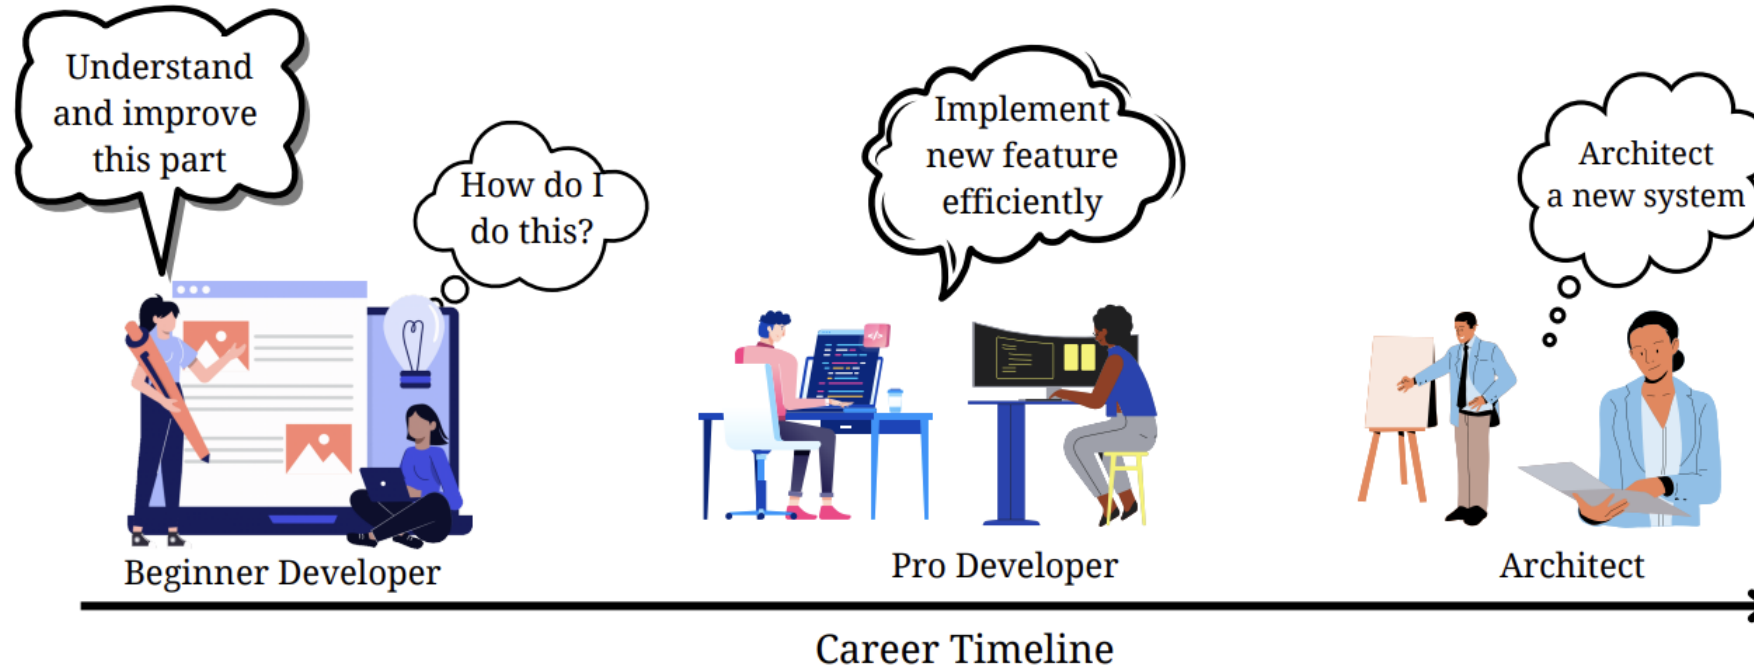 Understand
and improve
this part
How do I
do this?
Implement
new feature
efficiently
Architect
a new system
</>
Beginner Developer
Pro Developer
Architect
Career Timeline